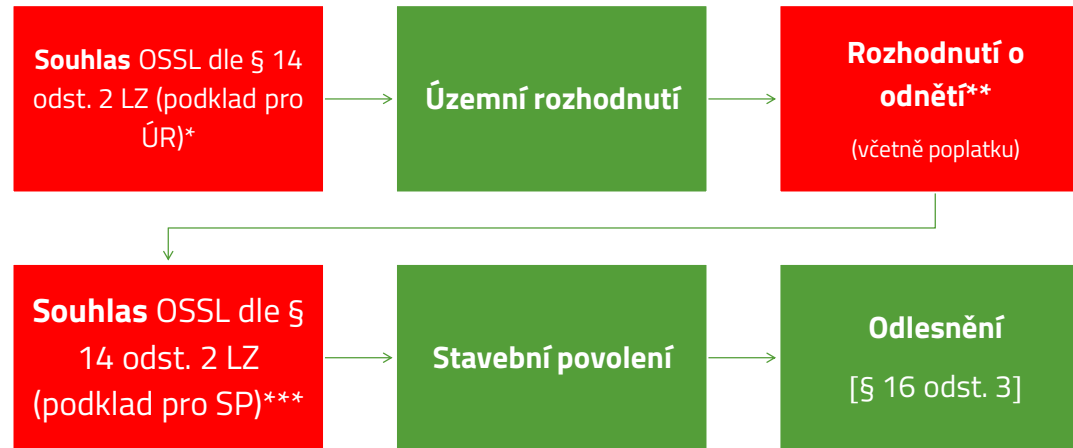 Souhlas OSSL dle § 14
odst. 2 LZ (podklad pro
ÚR)*
Územní rozhodnutí
Rozhodnutí o
odnětí**
(včetně poplatku)
Souhlas OSSL dle §
14 odst. 2 LZ
(podklad pro SP)***
Stavební povolení
Odlesnění
[§ 16 odst. 3]